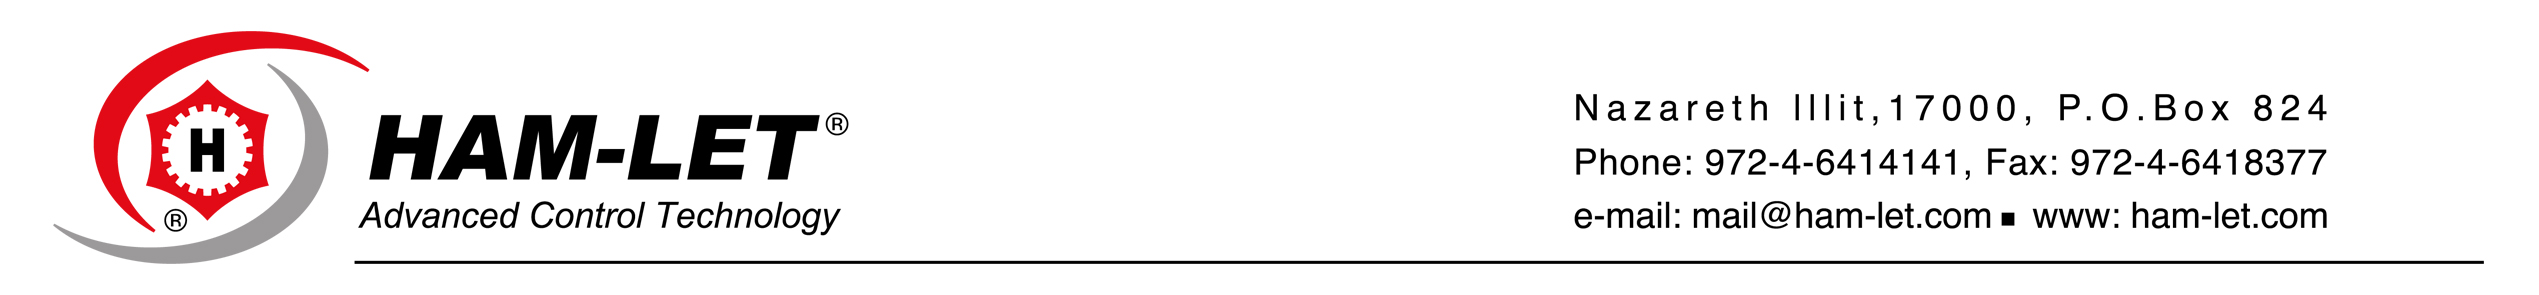 H
®
HAM-LET®
Advanced Control Technology
Nazareth Illit,17000, P.O.Box 824
Phone: 972-4-6414141, Fax: 972-4-6418377
e-mail: mail@ham-let.com ■ www: ham-let.com